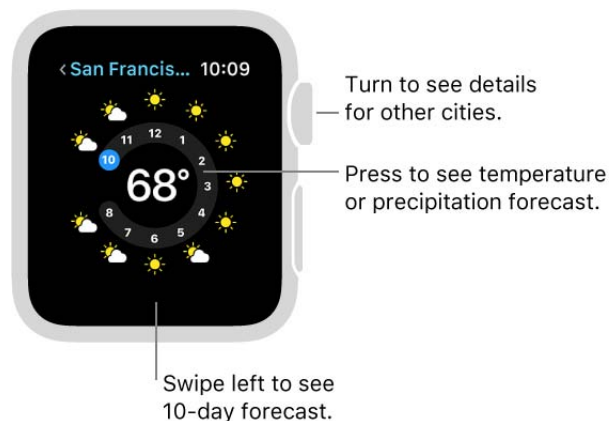 <San Francis... 10:09
Turn to see details
for other cities.
11 12 1
10 2
68° 3
8 4
7 6 5
Press to see temperature
or precipitation forecast.
Swipe left to see
10-day forecast.